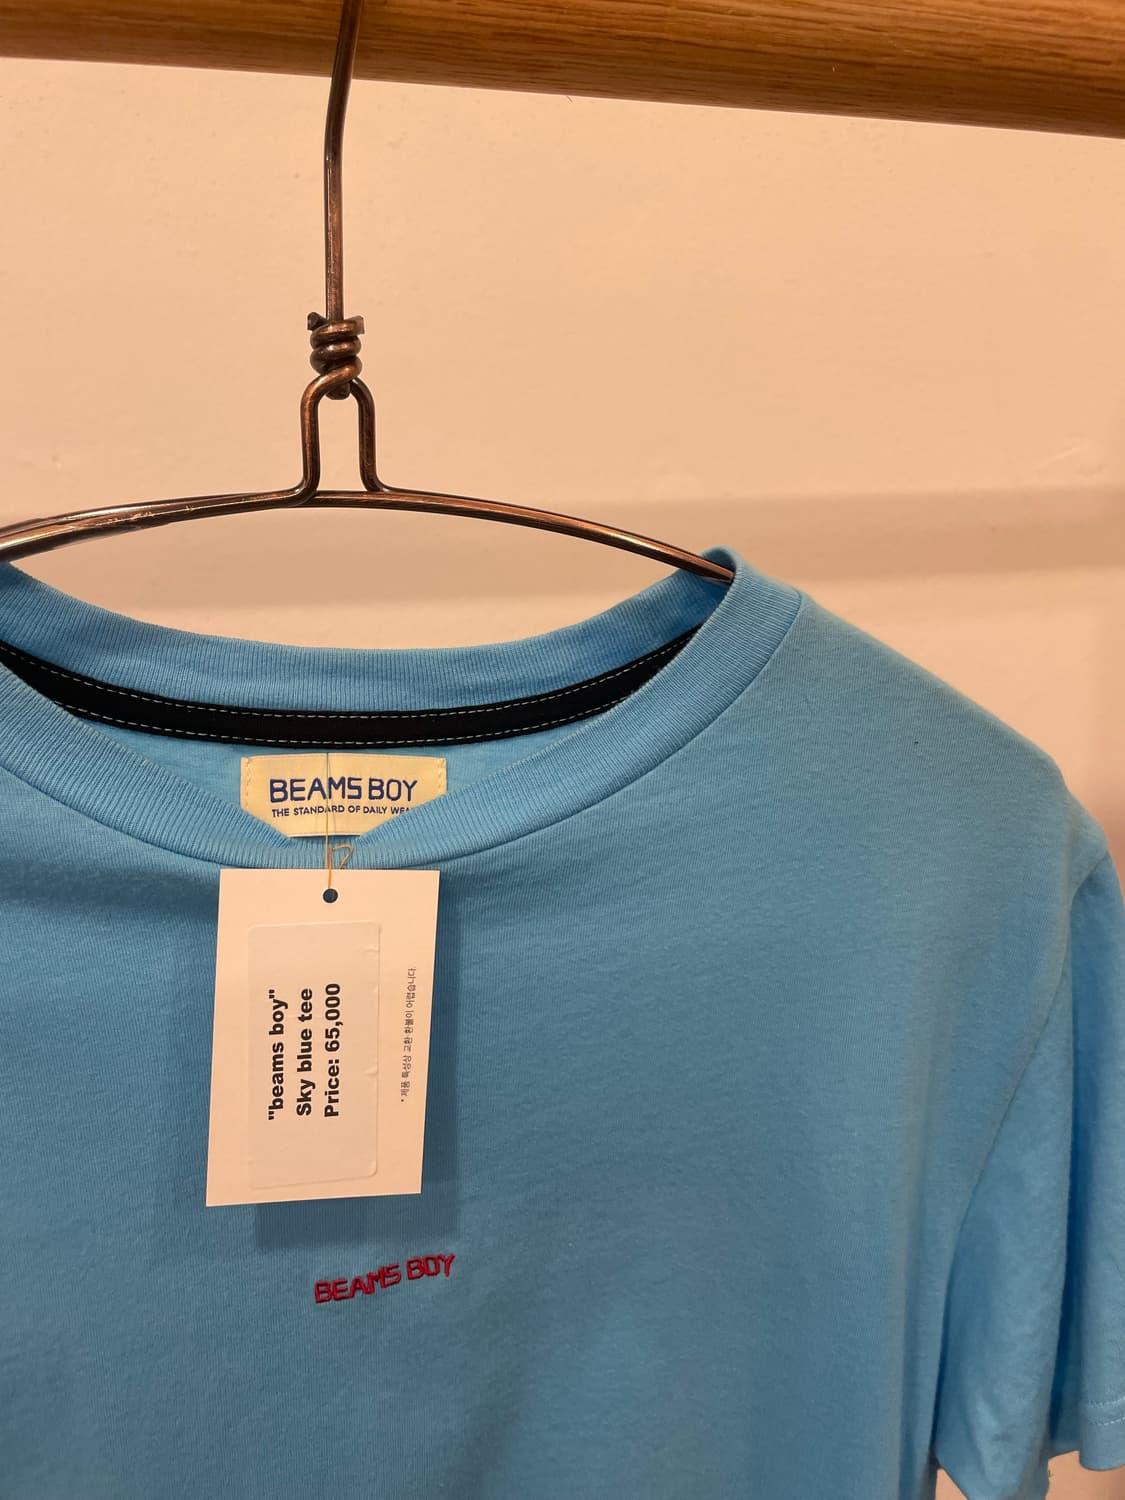 BEAMS BOY
THE STANDARD OF DAILY WEA
"beams boy"
Sky blue tee
Price: 65,000
* 제품 특성상 교환 환불이 어렵습니다.
BEAMS BOY